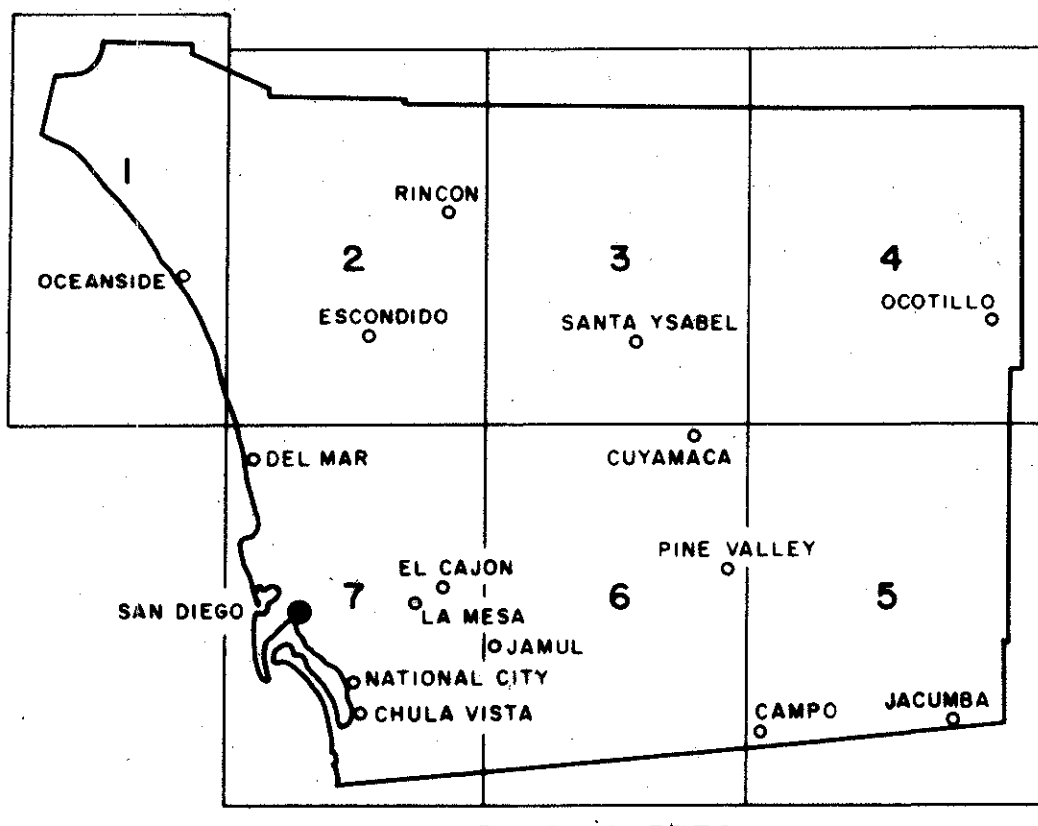 1
RINCON
2
3
4
OCEANSIDE
OCOTILLO
ESCONDIDO
SANTA YSABEL
DEL MAR
CUYAMACA
PINE VALLEY
EL CAJON
7
6
5
SAN DIEGO
LA MESA
JAMUL
NATIONAL CITY
CHULA VISTA
CAMPO
JACUMBA